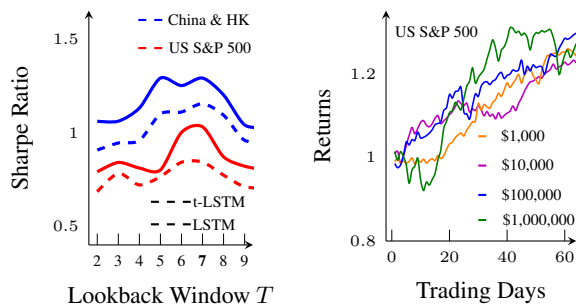 1.5
1
0.5
Sharpe Ratio
China & HK
US S&P 500
t-LSTM
LSTM
2 3 4 5 6 7 8 9
Lookback Window T
US S&P 500
1.2
1
0.8
Returns
$1,000
$10,000
$100,000
$1,000,000
0 20 40 60
Trading Days